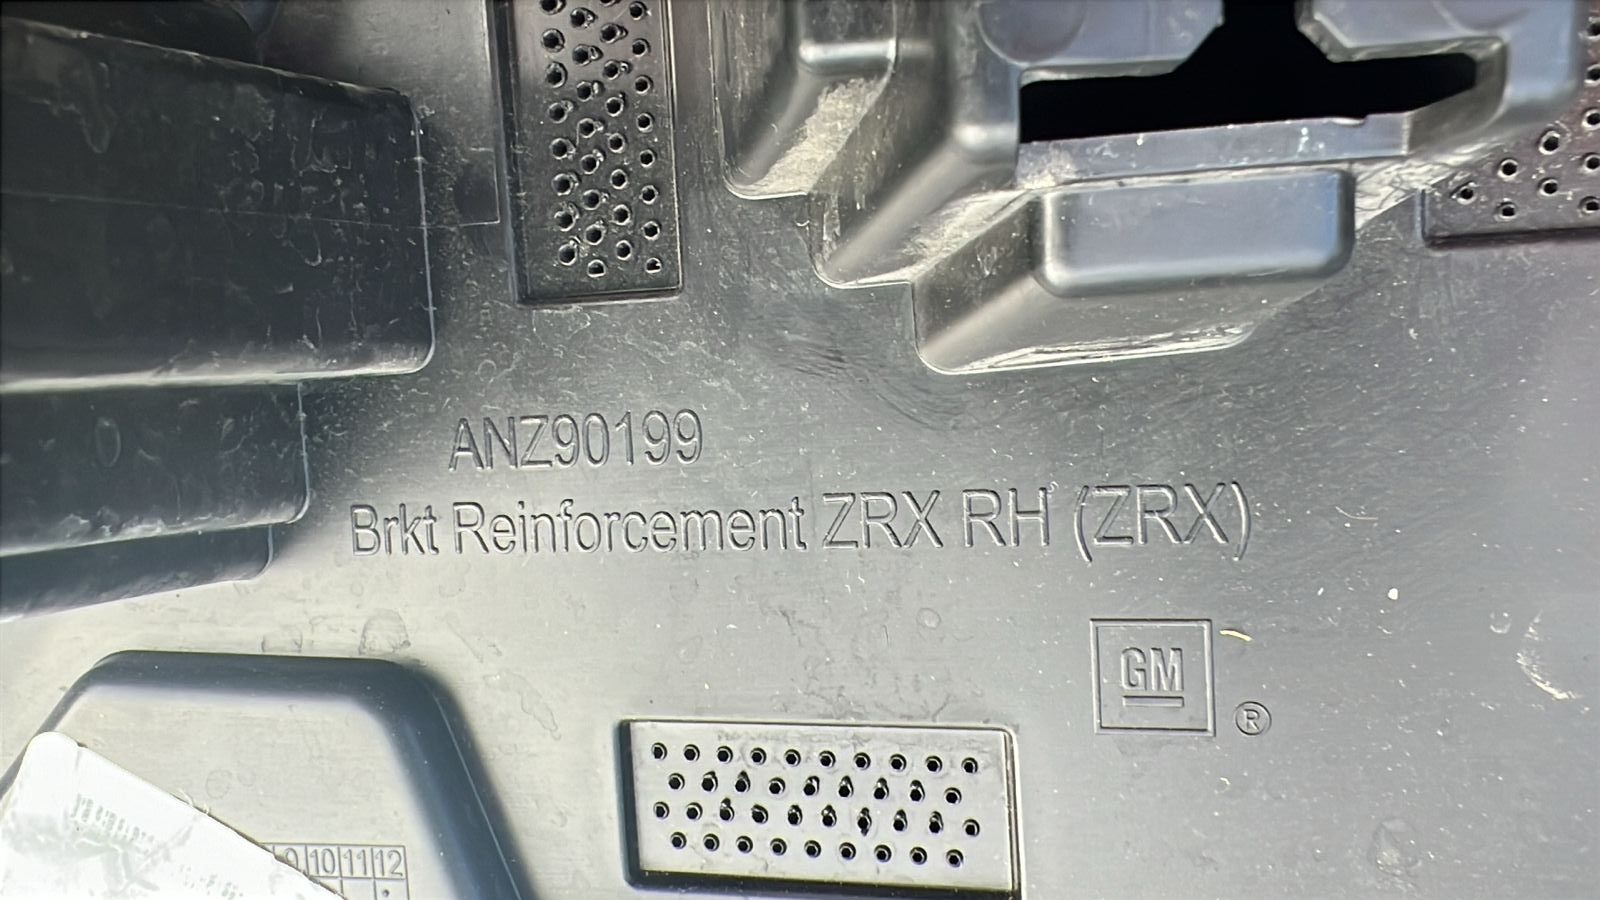 ANZ90199
Brkt Reinforcement ZRX RH (ZRX)
GM
®
9 10 11 12